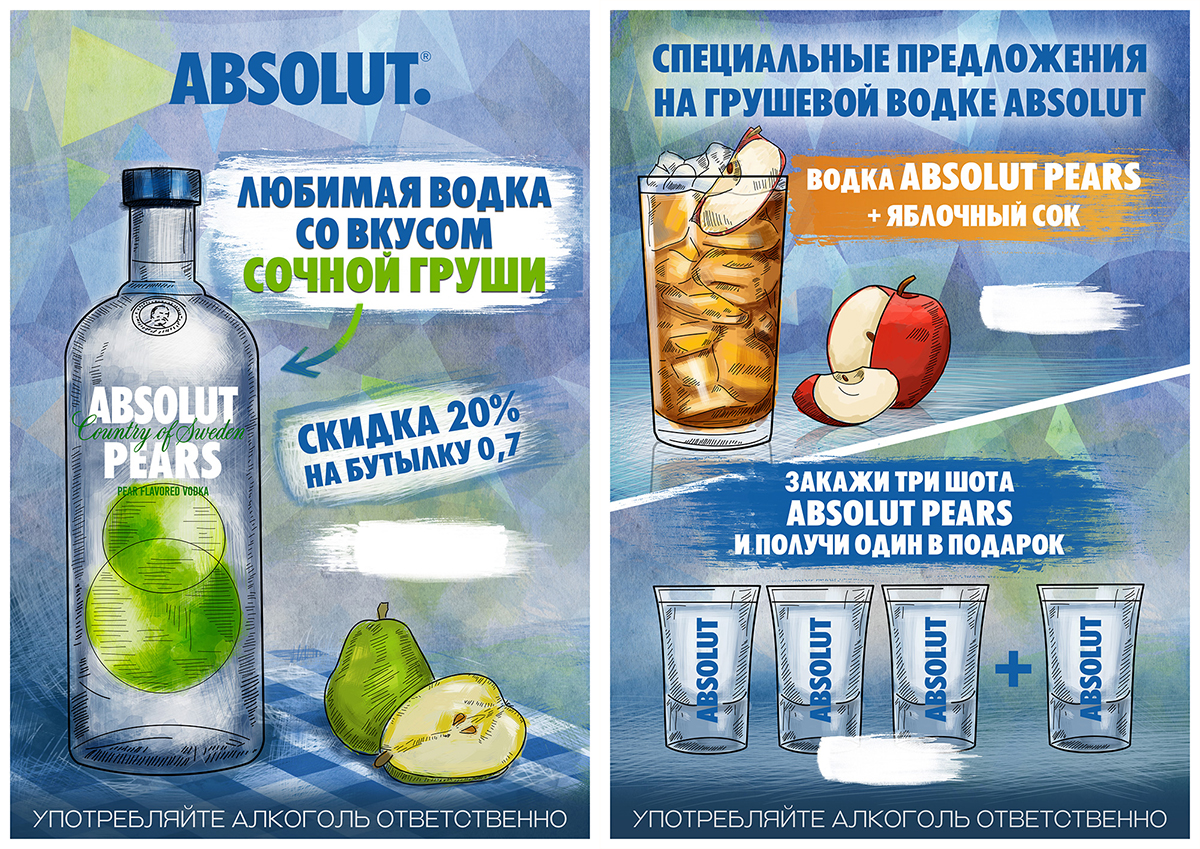 ABSOLUT.®
ЛЮБИМАЯ ВОДКА
СО ВКУСОМ
СОЧНОЙ ГРУШИ
ABSOLUT
Country of Sweden
PEARS
PEAR FLAVORED VODKA
СКИДКА 20%
НА БУТЫЛКУ 0,7
УПОТРЕБЛЯЙТЕ АЛКОГОЛЬ ОТВЕТСТВЕННО
СПЕЦИАЛЬНЫЕ ПРЕДЛОЖЕНИЯ
НА ГРУШЕВОЙ ВОДКЕ ABSOLUT
ВОДКА ABSOLUT PEARS
+ ЯБЛОЧНЫЙ СОК
ЗАКАЖИ ТРИ ШОТА
ABSOLUT PEARS
И ПОЛУЧИ ОДИН В ПОДАРОК
ABSOLUT
ABSOLUT
ABSOLUT
+
ABSOLUT
УПОТРЕБЛЯЙТЕ АЛКОГОЛЬ ОТВЕТСТВЕННО